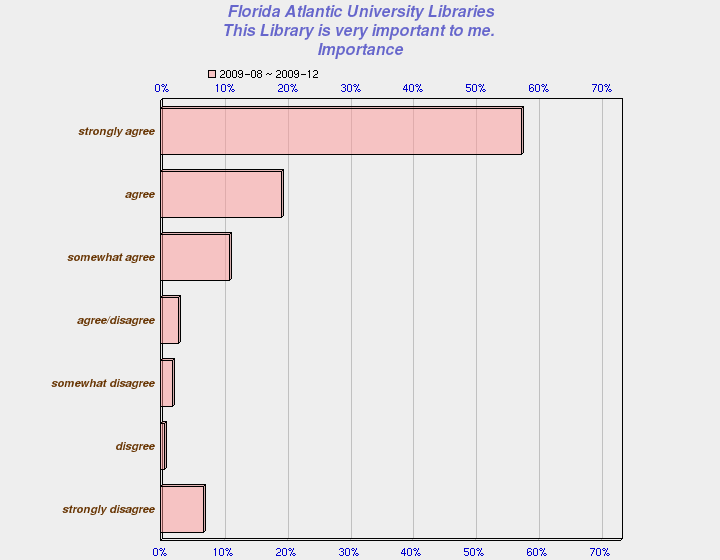 Florida Atlantic University Libraries
This Library is very important to me.
Importance
2009-08 ~ 2009-12
0% 10% 20% 30% 40% 50% 60% 70%
strongly agree
agree
somewhat agree
agree/disagree
somewhat disagree
disgree
strongly disagree
0% 10% 20% 30% 40% 50% 60% 70%